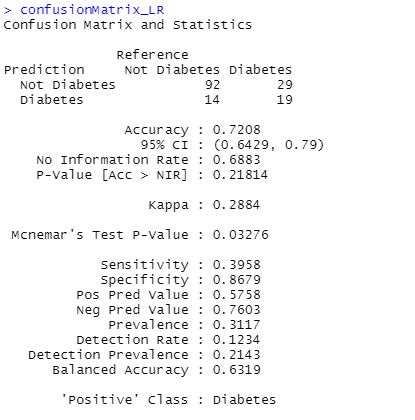 > confusionMatrix_LR
Confusion Matrix and Statistics
Reference
Prediction Not Diabetes Diabetes
Not Diabetes 92 29
Diabetes 14 19
Accuracy : 0.7208
95% CI : (0.6429, 0.79)
No Information Rate : 0.6883
P-Value [Acc > NIR] : 0.21814
Kappa : 0.2884
Mcnemar's Test P-Value : 0.03276
Sensitivity : 0.3958
Specificity : 0.8679
Pos Pred Value : 0.5758
Neg Pred Value : 0.7603
Prevalence : 0.3117
Detection Rate : 0.1234
Detection Prevalence : 0.2143
Balanced Accuracy : 0.6319
'Positive' Class : Diabetes